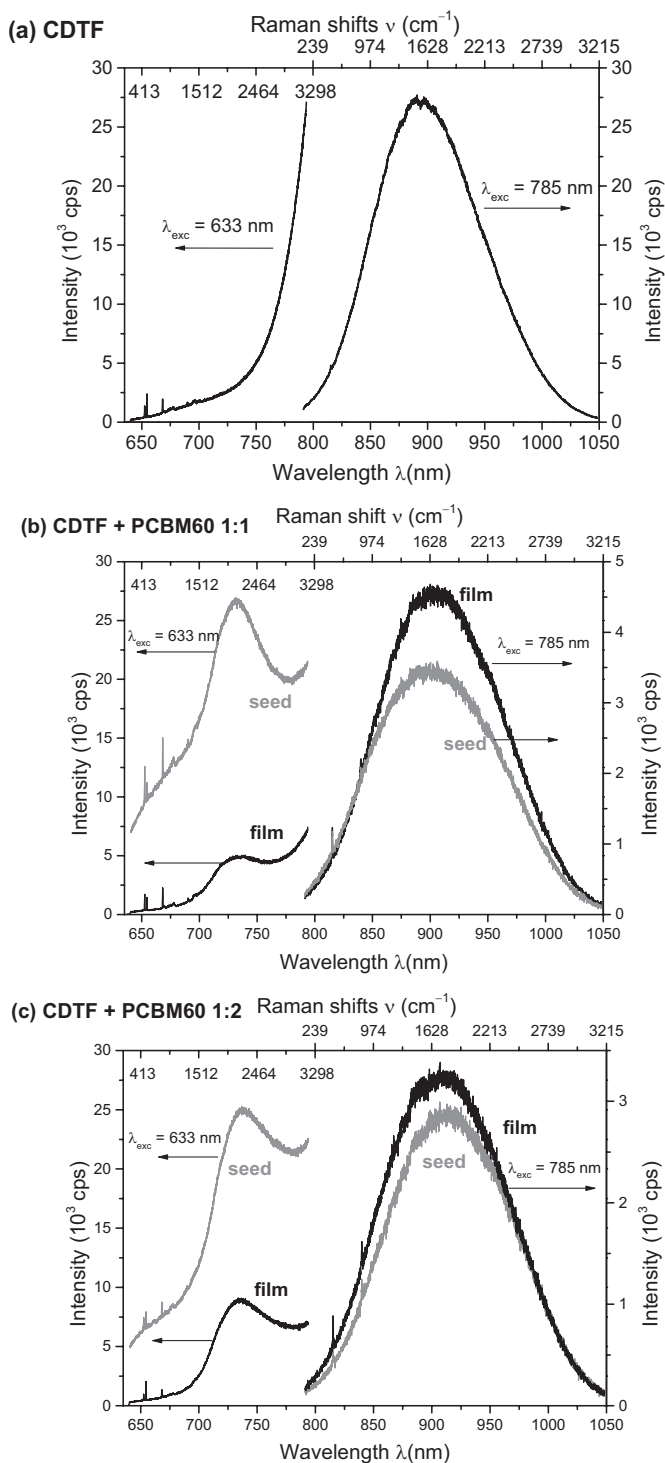 (a) CDTF
Raman shifts ν (cm⁻¹)
239 974 1628 2213 2739 3215
413 1512 2464 3298
30 25 20 15 10 5 0
Intensity (10³ cps)
λexc = 633 nm
λexc = 785 nm
30 25 20 15 10 5 0
Intensity (10³ cps)
650 700 750 800 850 900 950 1000 1050
Wavelength λ(nm)
(b) CDTF + PCBM60 1:1
Raman shift ν (cm⁻¹)
239 974 1628 2213 2739 3215
413 1512 2464 3298
30 25 20 15 10 5 0
Intensity (10³ cps)
λexc = 633 nm
seed
film
film
λexc = 785 nm
seed
5 4 3 2 1 0
Intensity (10³ cps)
650 700 750 800 850 900 950 1000 1050
Wavelength λ(nm)
(c) CDTF + PCBM60 1:2
Raman shifts ν (cm⁻¹)
239 974 1628 2213 2739 3215
413 1512 2464 3298
30 25 20 15 10 5 0
Intensity (10³ cps)
λexc = 633 nm
seed
film
film
seed
λexc = 785 nm
3 2 1 0
Intensity (10³ cps)
650 700 750 800 850 900 950 1000 1050
Wavelength λ(nm)